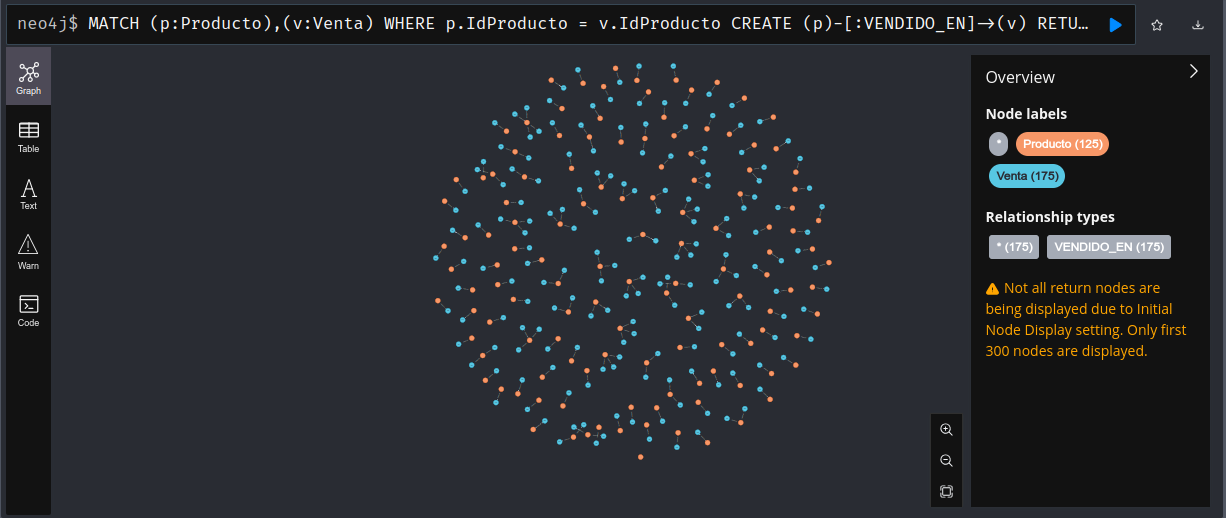 neo4j$ MATCH (p:Producto),(v:Venta) WHERE p.IdProducto = v.IdProducto CREATE (p)-[:VENDIDO_EN]->(v) RETU…
Graph
Table
Text
Warn
Code
Overview
Node labels
* Producto (125)
Venta (175)
Relationship types
* (175) VENDIDO_EN (175)
Not all return nodes are
being displayed due to Initial
Node Display setting. Only first
300 nodes are displayed.